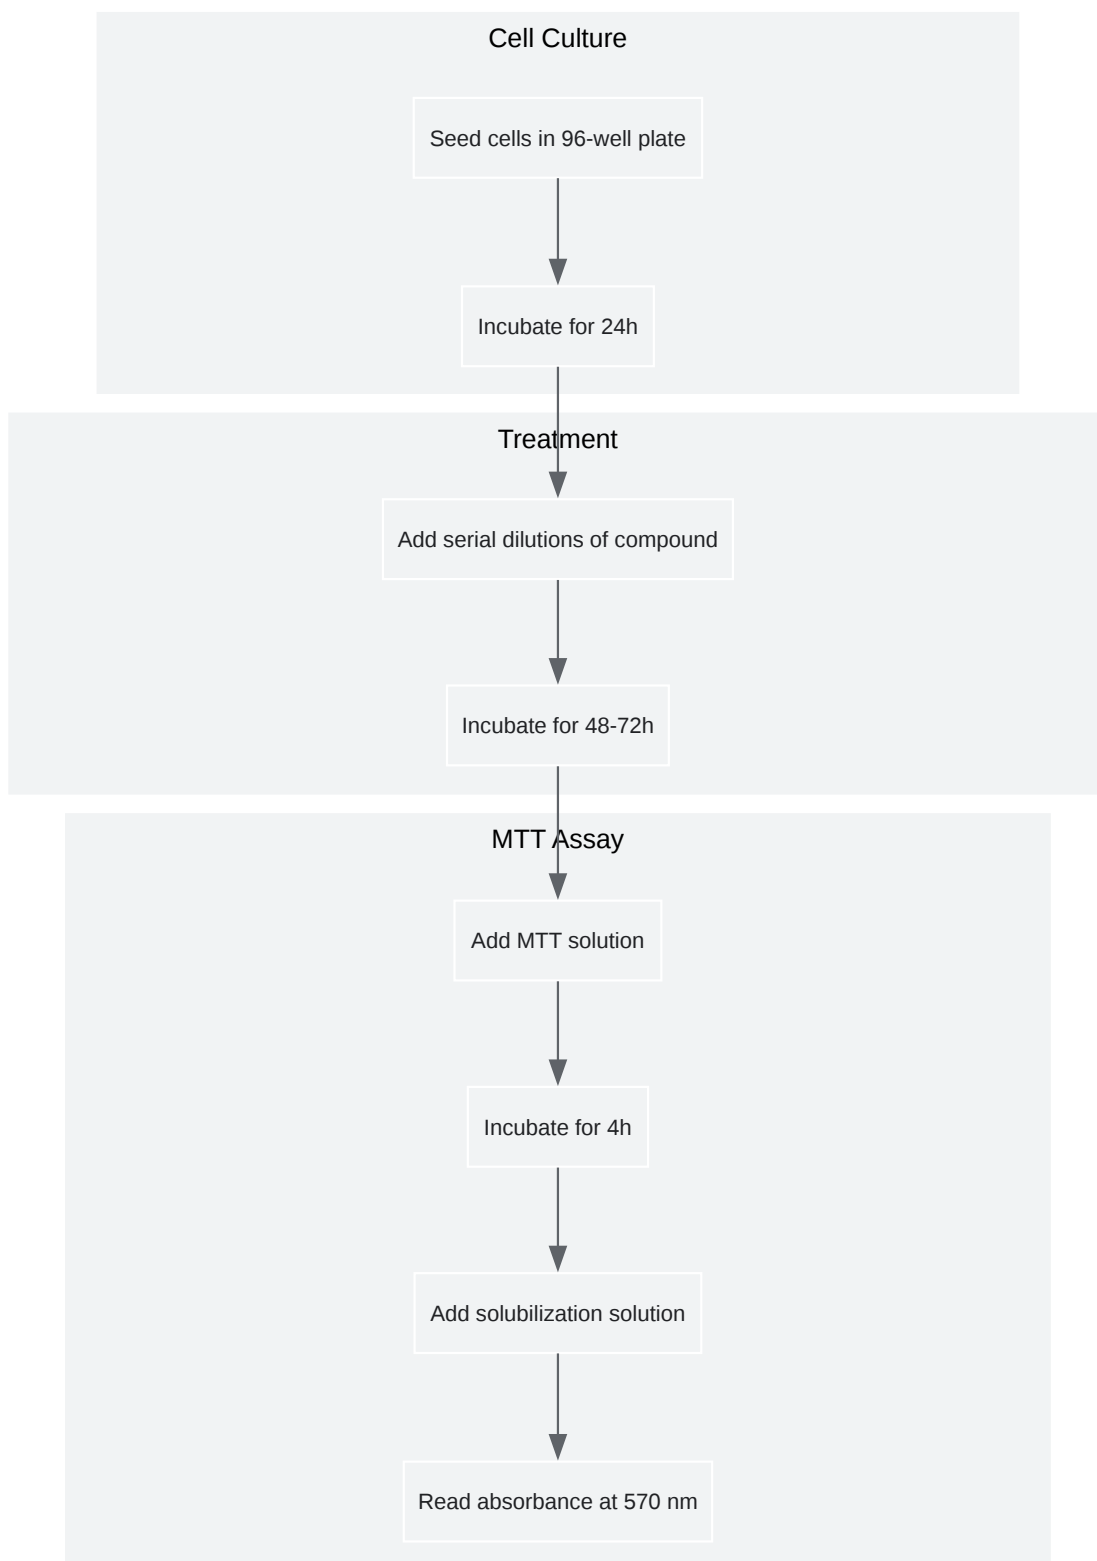 Cell Culture
Seed cells in 96-well plate
Incubate for 24h
Treatment
Add serial dilutions of compound
Incubate for 48-72h
MTT Assay
Add MTT solution
Incubate for 4h
Add solubilization solution
Read absorbance at 570 nm